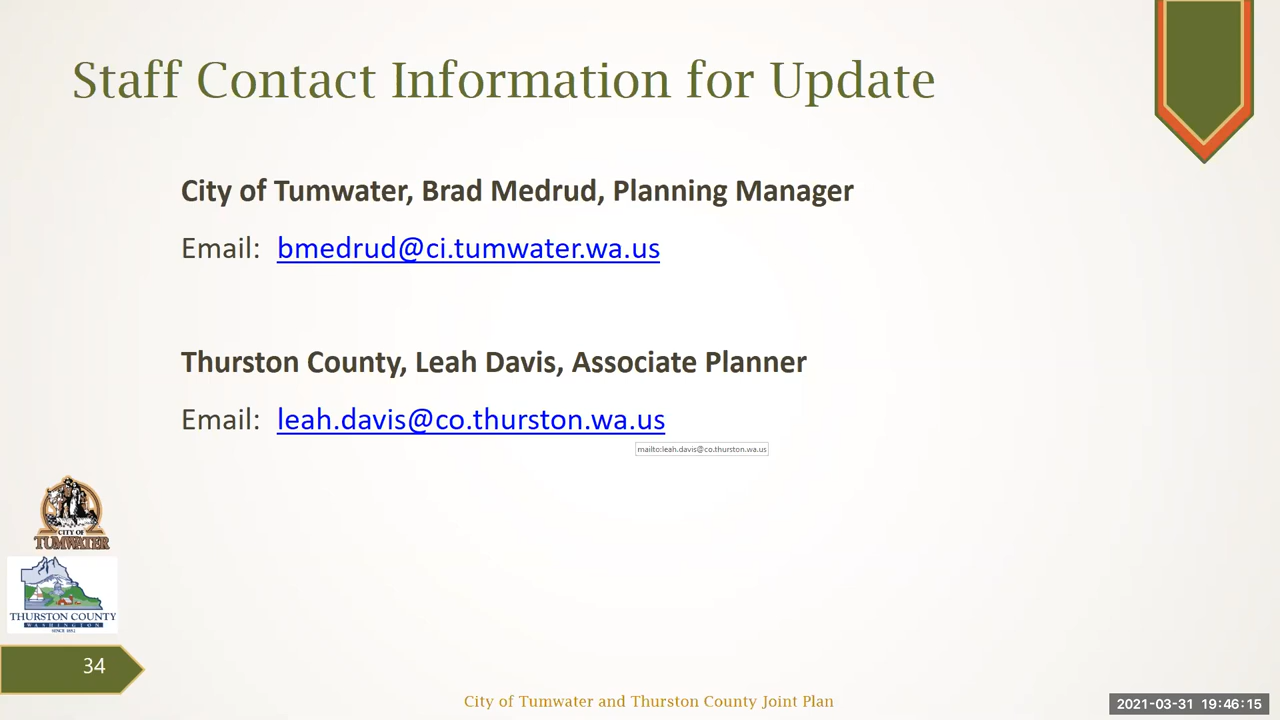 Staff Contact Information for Update
City of Tumwater, Brad Medrud, Planning Manager
Email: bmedrud@ci.tumwater.wa.us
Thurston County, Leah Davis, Associate Planner
Email: leah.davis@co.thurston.wa.us
mailto:leah.davis@co.thurston.wa.us
CITY OF
TUMWATER
THURSTON COUNTY
WASHINGTON
SINCE 1852
34
City of Tumwater and Thurston County Joint Plan
2021-03-31 19:46:15